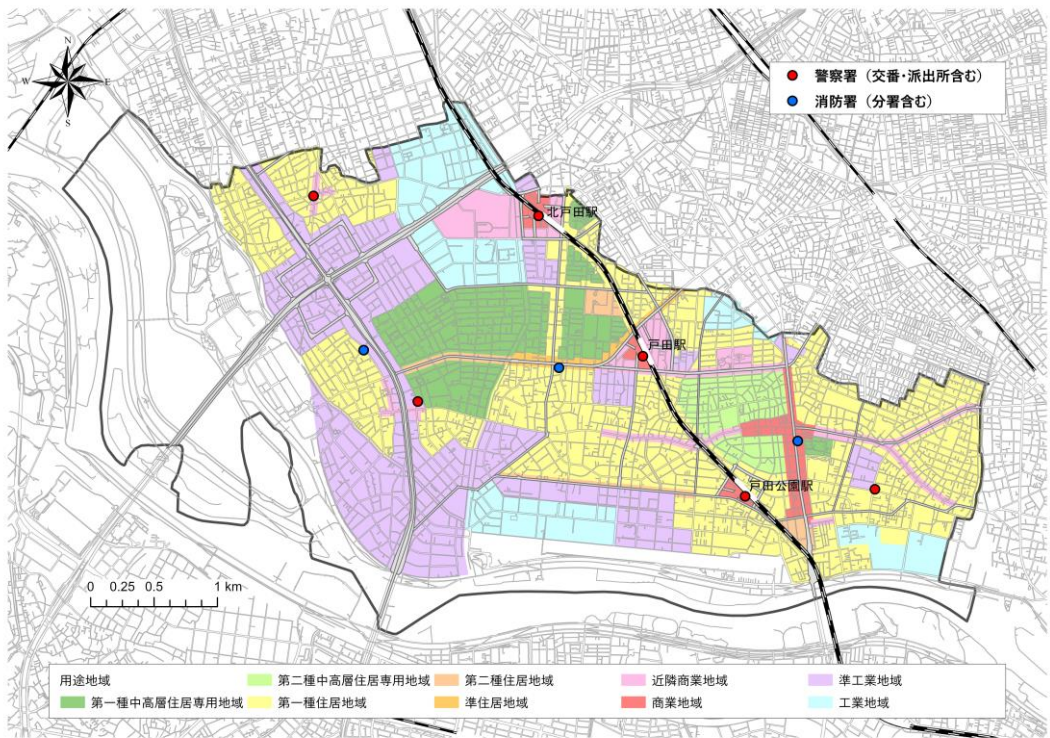 N
W
E
S
警察署（交番・派出所含む）
消防署（分署含む）
北戸田駅
戸田駅
戸田公園駅
0 0.25 0.5 1 km
用途地域
第二種中高層住居専用地域
第二種住居地域
近隣商業地域
準工業地域
第一種中高層住居専用地域
第一種住居地域
準住居地域
商業地域
工業地域